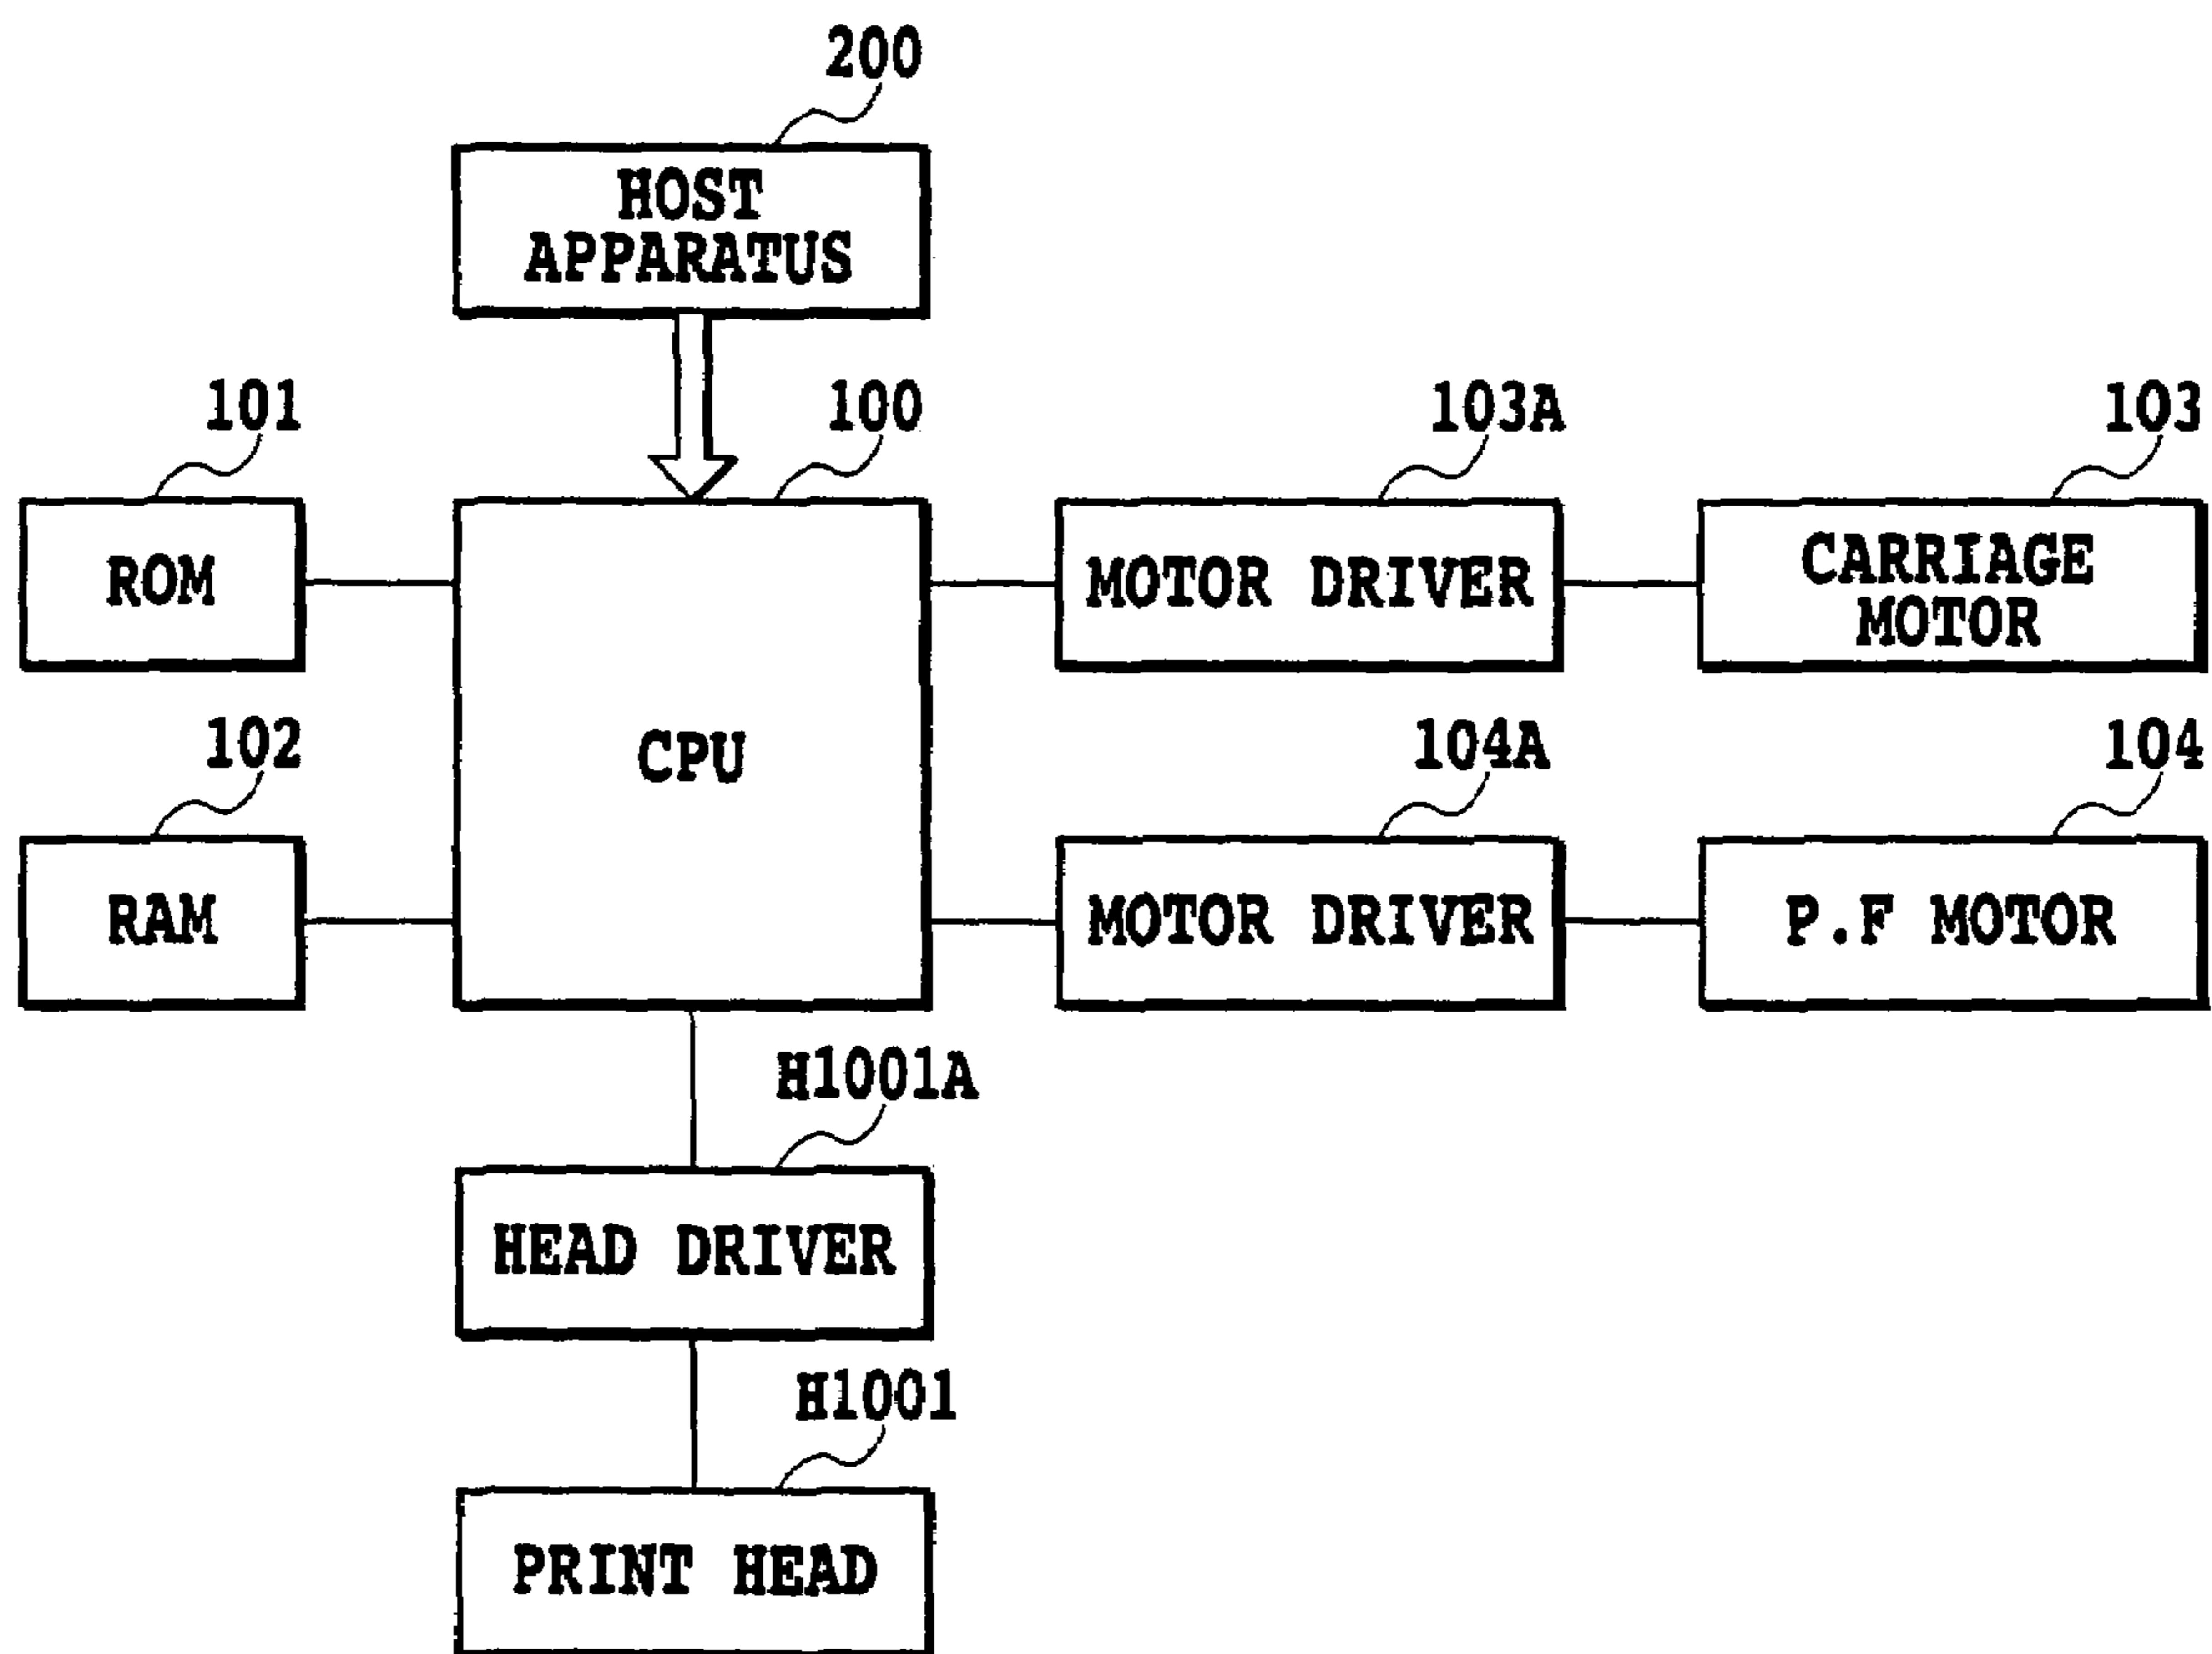 200
HOST
APPARATUS
101
100
103A
103
ROM
MOTOR DRIVER
CARRIAGE
MOTOR
102
CPU
104A
104
RAM
MOTOR DRIVER
P.F MOTOR
H1001A
HEAD DRIVER
H1001
PRINT HEAD